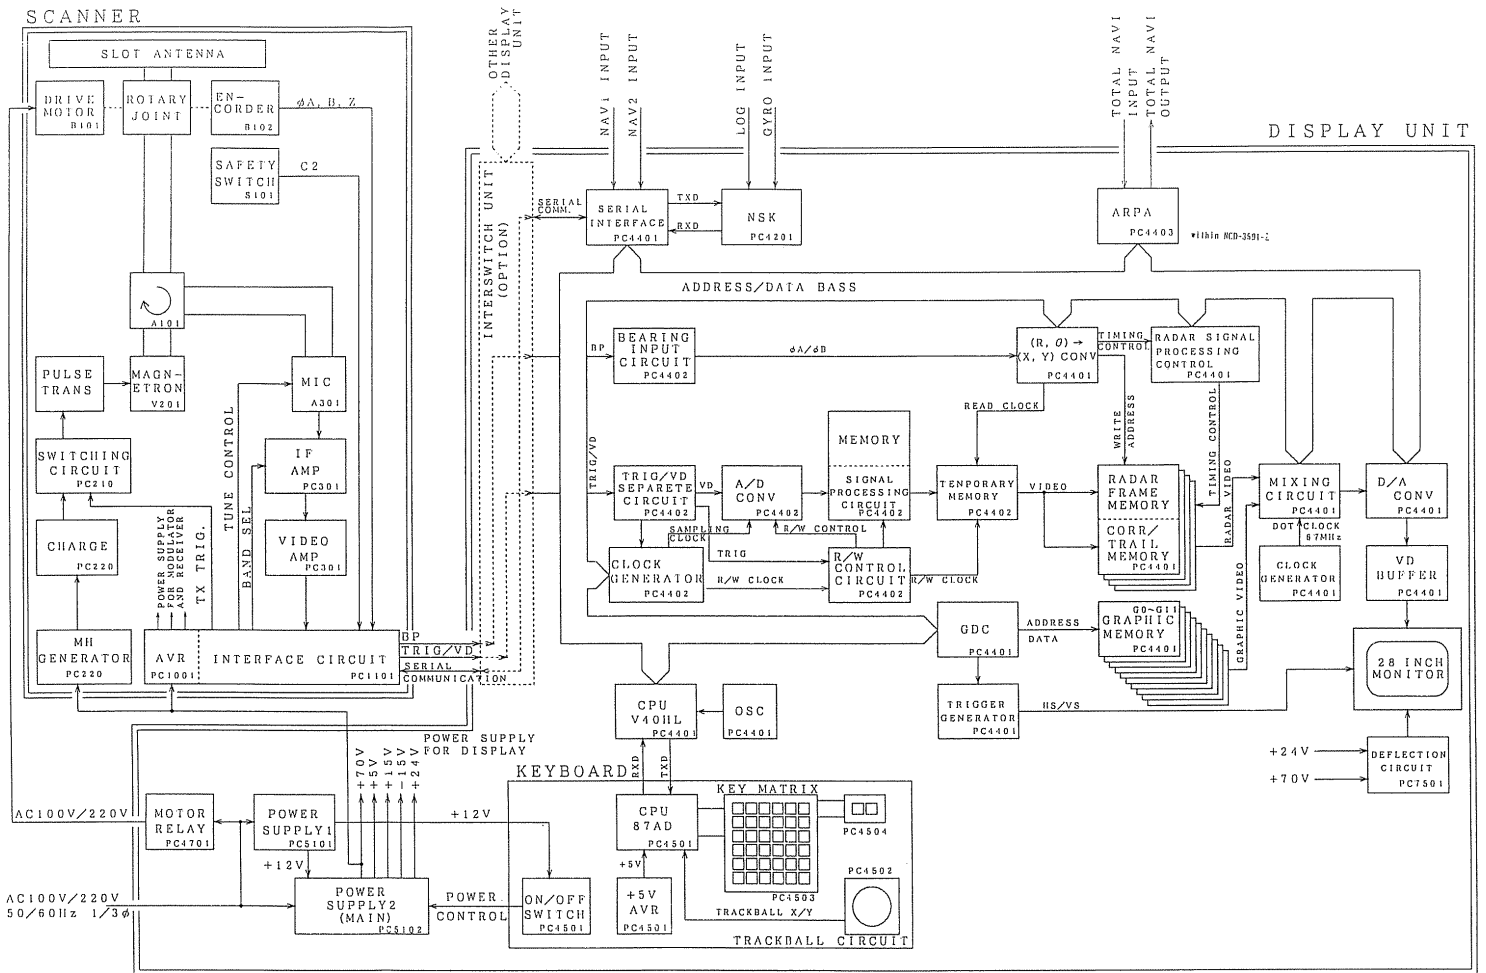 SCANNER
SLOT ANTENNA
DRIVE
MOTOR
B101
ROTARY
JOINT
EN-
CORDER
B102
φA, B, Z
SAFETY
SWITCH
S101
C2
A101
PULSE
TRANS
MAGN-
ETRON
V201
MIC
A301
SWITCHING
CIRCUIT
PC210
IF
AMP
PC301
CHARGE
PC220
VIDEO
AMP
PC301
TUNE CONTROL
BAND SEL
TX TRIG.
POWER SUPPLY
FOR MODULATOR
AND RECEIVER
MH
GENERATOR
PC220
AVR
PC1001
INTERFACE CIRCUIT
PC1101
BP
TRIG/VD
SERIAL
COMMUNICATION
OTHER
DISPLAY
UNIT
INTERSWITCH UNIT
(OPTION)
DISPLAY UNIT
NAV1 INPUT
NAV2 INPUT
LOG INPUT
GYRO INPUT
TOTAL NAVI
INPUT
TOTAL NAVI
OUTPUT
SERIAL
COMM.
SERIAL
INTERFACE
PC4401
TXD
RXD
NSK
PC4201
ARPA
PC4403
within NCD-3591-2
ADDRESS/DATA BASS
BP
BEARING
INPUT
CIRCUIT
PC4402
φA/φB
(R, θ)→
(X, Y) CONV
PC4401
TIMING
CONTROL
RADAR SIGNAL
PROCESSING
CONTROL
PC4401
READ CLOCK
WRITE
ADDRESS
TIMING CONTROL
TRIG/VD
TRIG/VD
SEPARETE
CIRCUIT
PC4402
VD
A/D
CONV
PC4402
MEMORY
SIGNAL
PROCESSING
CIRCUIT
PC4402
TENPORARY
MEMORY
PC4402
VIDEO
RADAR
FRAME
MEMORY
CORR/
TRAIL
MEMORY
PC4401
RADAR VIDEO
MIXING
CIRCUIT
PC4401
D/A
CONV
PC4401
SAMPLING
CLOCK
R/W CONTROL
TRIG
R/W CLOCK
CLOCK
GENERATOR
PC4402
R/W
CONTROL
CIRCUIT
PC4402
R/W CLOCK
DOT CLOCK
67MHz
CLOCK
GENERATOR
PC4401
VD
BUFFER
PC4401
GDC
PC4401
ADDRESS
DATA
G0~G11
GRAPHIC
MEMORY
PC4401
GRAPHIC VIDEO
28 INCH
MONITOR
CPU
V40HL
PC4401
OSC
PC4401
TRIGGER
GENERATOR
PC4401
HS/VS
+24V
+70V
DEFLECTION
CIRCUIT
PC7501
POWER SUPPLY
FOR DISPLAY
+70V
+5V
+15V
-15V
+24V
RXD
TXD
KEYBOARD
KEY MATRIX
CPU
87AD
PC4501
PC4504
PC4503
PC4502
+5V
+5V
AVR
PC4501
TRACKBALL X/Y
TRACKBALL CIRCUIT
AC100V/220V
MOTOR
RELAY
PC4701
POWER
SUPPLY1
PC5101
+12V
+12V
AC100V/220V
50/60Hz 1/3φ
POWER
SUPPLY2
(MAIN)
PC5102
POWER
CONTROL
ON/OFF
SWITCH
PC4501